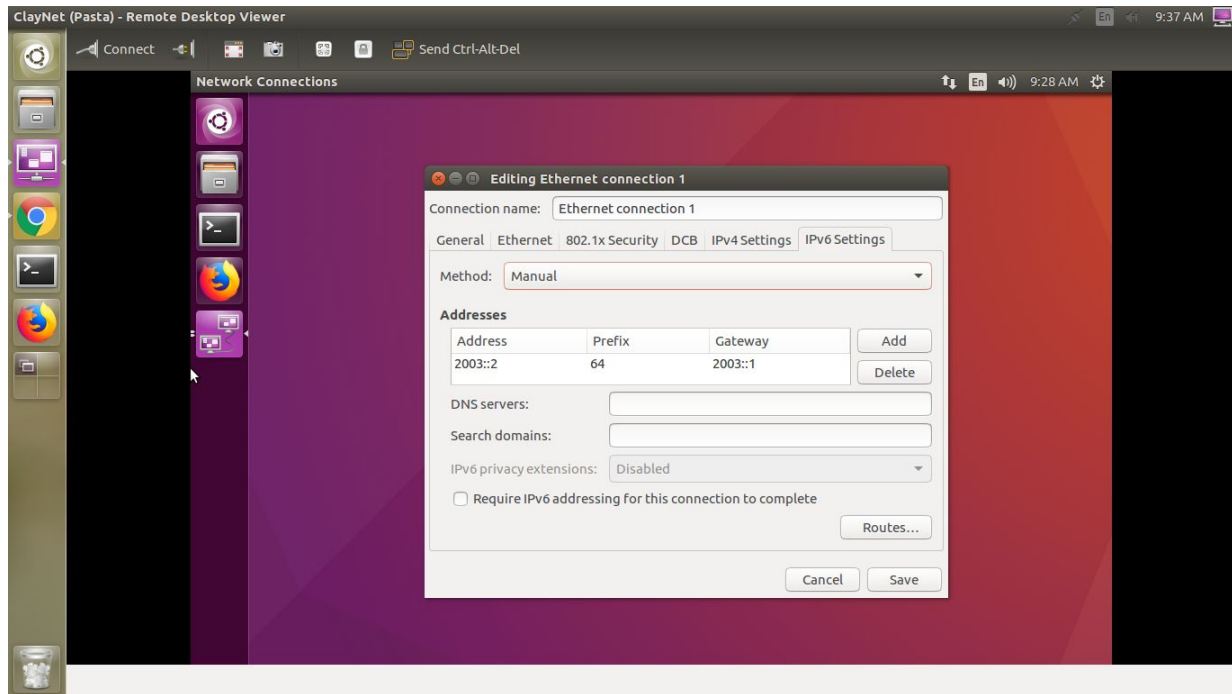 ClayNet (Pasta) - Remote Desktop Viewer En 9:37 AM
Connect Send Ctrl-Alt-Del
Network Connections En 9:28 AM
Editing Ethernet connection 1
Connection name: Ethernet connection 1
General Ethernet 802.1x Security DCB IPv4 Settings IPv6 Settings
Method: Manual
Addresses
Address Prefix Gateway Add
2003::2 64 2003::1
Delete
DNS servers:
Search domains:
IPv6 privacy extensions: Disabled
Require IPv6 addressing for this connection to complete
Routes...
Cancel Save